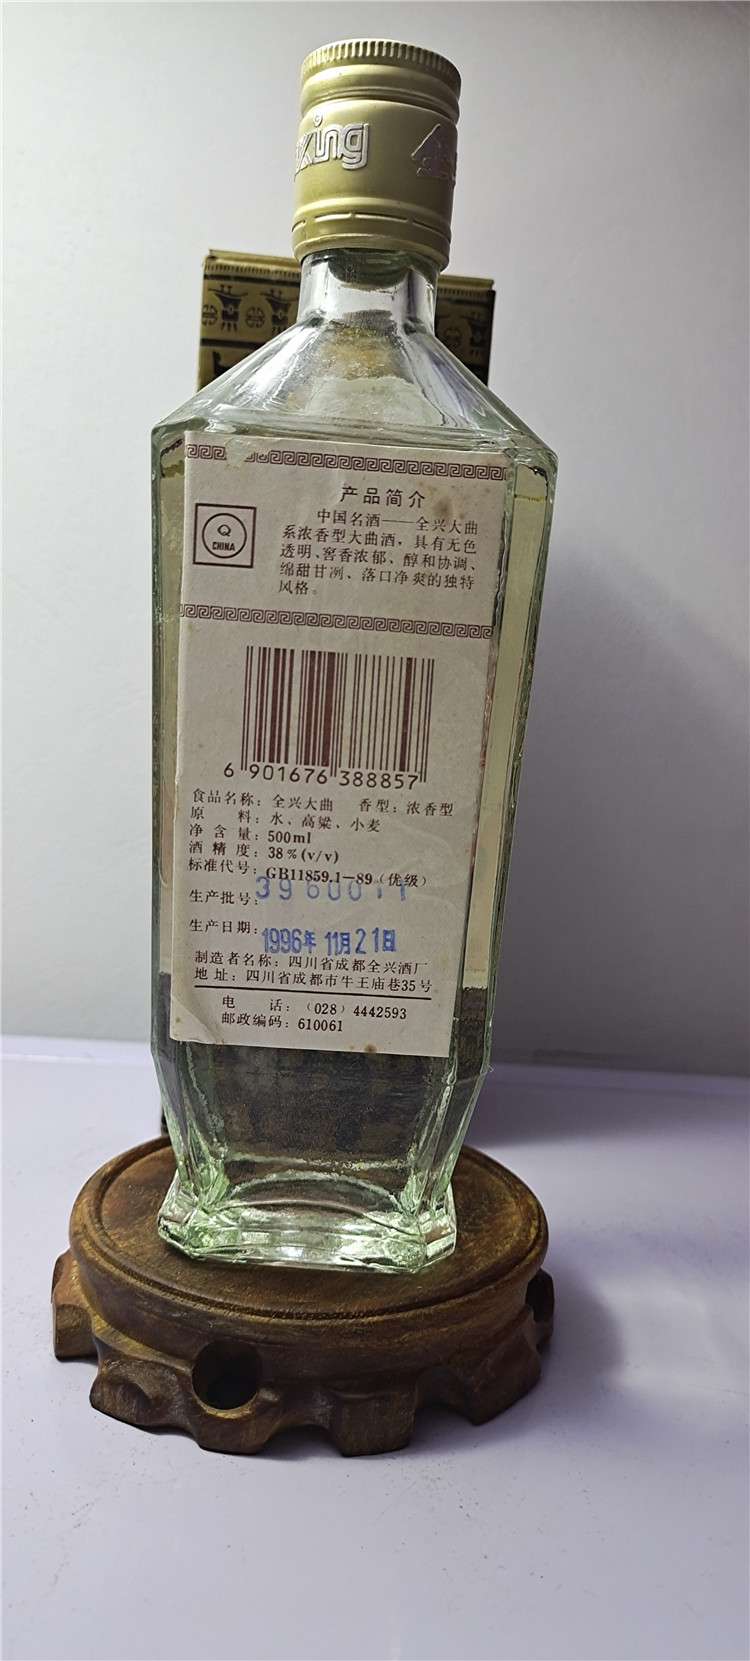 king
产品简介
中国名酒——全兴大曲
系浓香型大曲酒，具有无色
透明、窖香浓郁、醇和协调、
绵甜甘冽、落口净爽的独特
风格。
Q
CHINA
6 901676 388857
食品名称：全兴大曲 香型：浓香型
原 料：水、高粱、小麦
净 含 量：500ml
酒 精 度：38％(v/v)
标准代号：GB11859.1—89（优级）
生产批号：3960011
生产日期：1996年 11月21日
制造者名称：四川省成都全兴酒厂
地 址：四川省成都市牛王庙巷35号
电 话：（028）4442593
邮政编码：610061